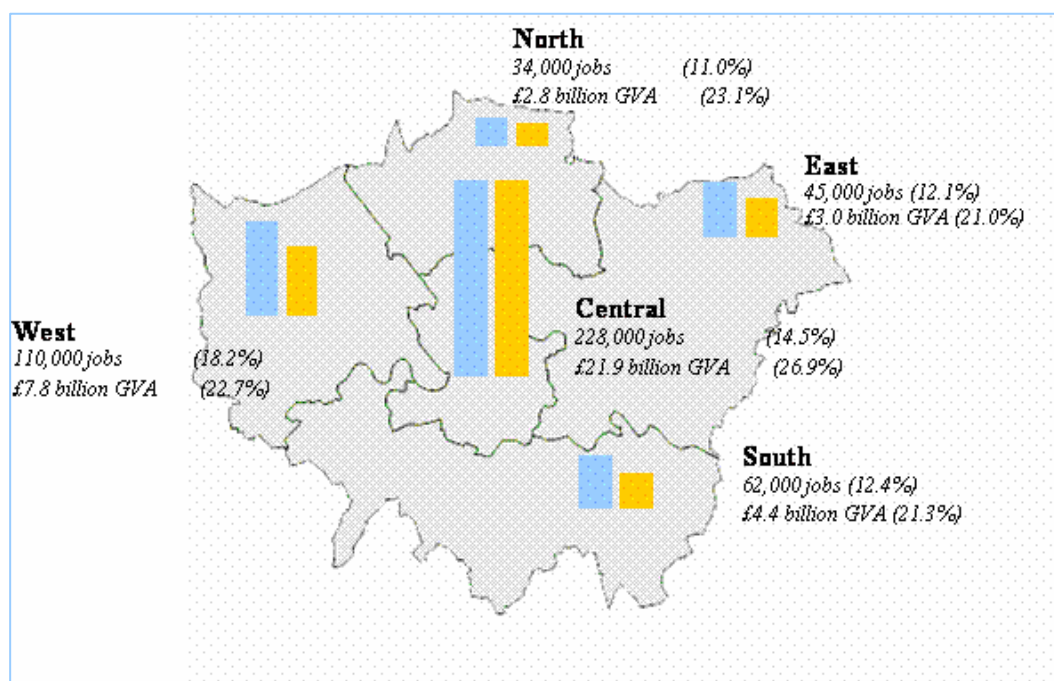 North
34,000 jobs (11.0%)
£2.8 billion GVA (23.1%)
East
45,000 jobs (12.1%)
£3.0 billion GVA (21.0%)
Central
228,000 jobs (14.5%)
£21.9 billion GVA (26.9%)
West
110,000 jobs (18.2%)
£7.8 billion GVA (22.7%)
South
62,000 jobs (12.4%)
£4.4 billion GVA (21.3%)